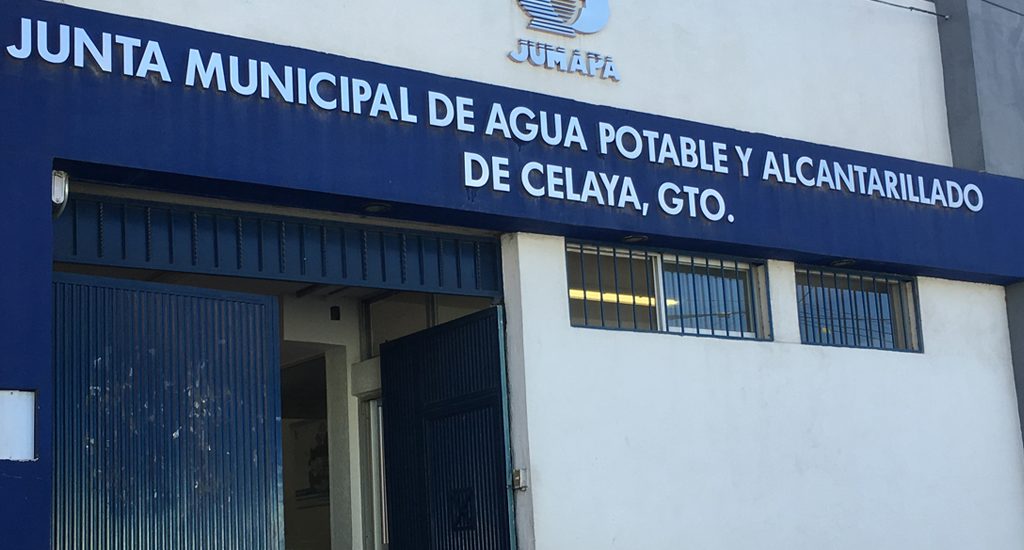 JUMAPA
JUNTA MUNICIPAL DE AGUA POTABLE Y ALCANTARILLADO
DE CELAYA, GTO.